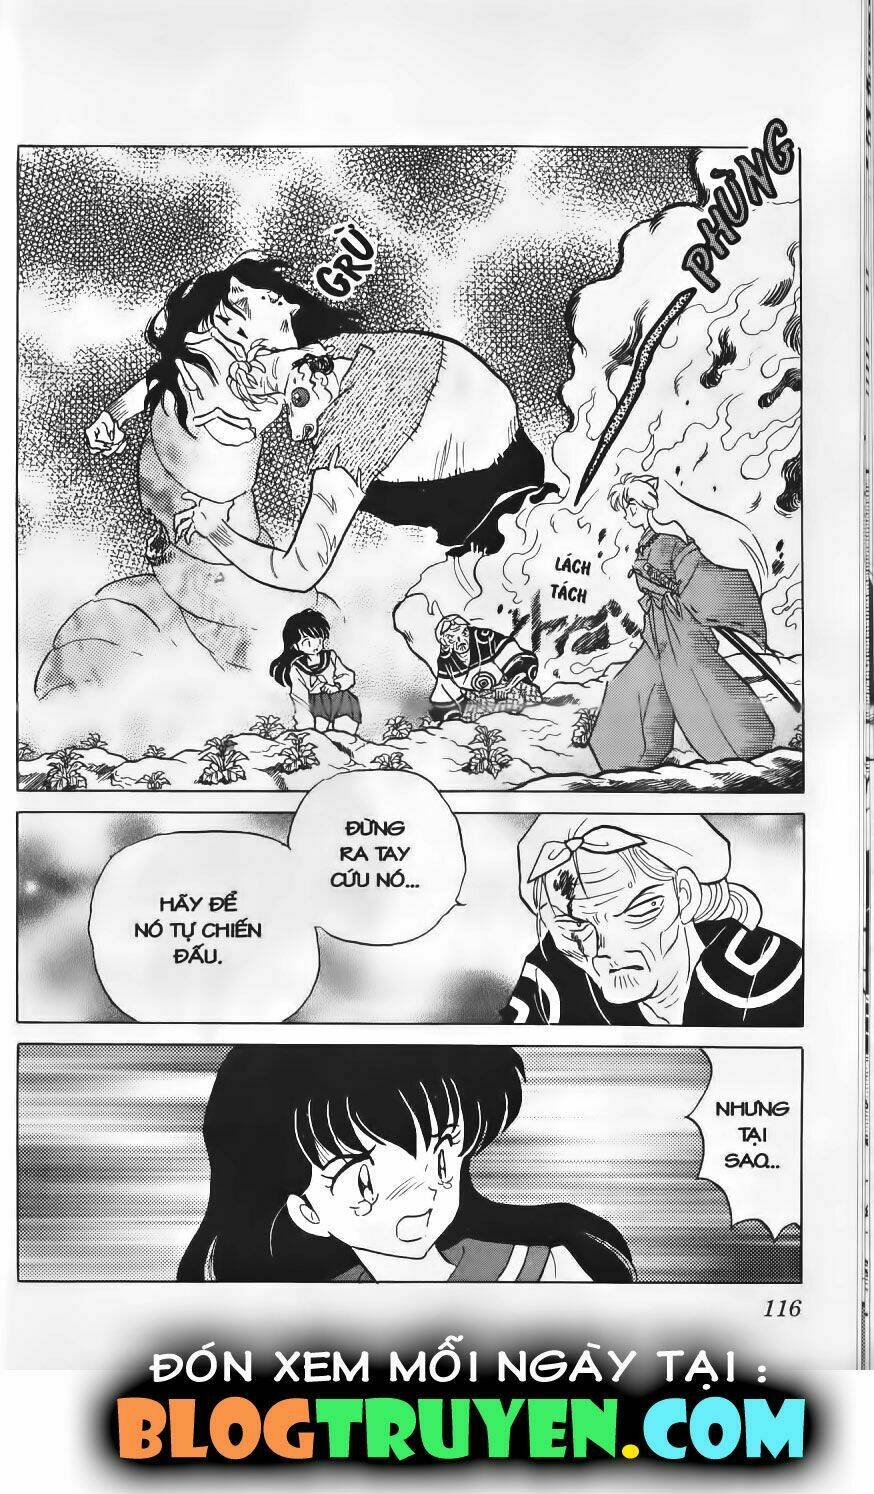 PHỪNG
GRỪ
LÁCH
TÁCH
ĐỪNG
RA TAY
CỨU NÓ...
HÃY ĐỂ
NÓ TỰ CHIẾN
ĐẤU.
NHƯNG
TẠI
SAO...
116
ĐÓN XEM MỖI NGÀY TẠI :
BLOGTRUYEN.COM